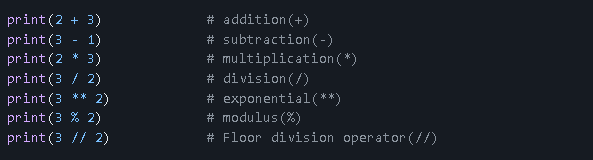 print(2 + 3)             # addition(+)
print(3 - 1)             # subtraction(-)
print(2 * 3)             # multiplication(*)
print(3 / 2)             # division(/)
print(3 ** 2)            # exponential(**)
print(3 % 2)             # modulus(%)
print(3 // 2)            # Floor division operator(//)